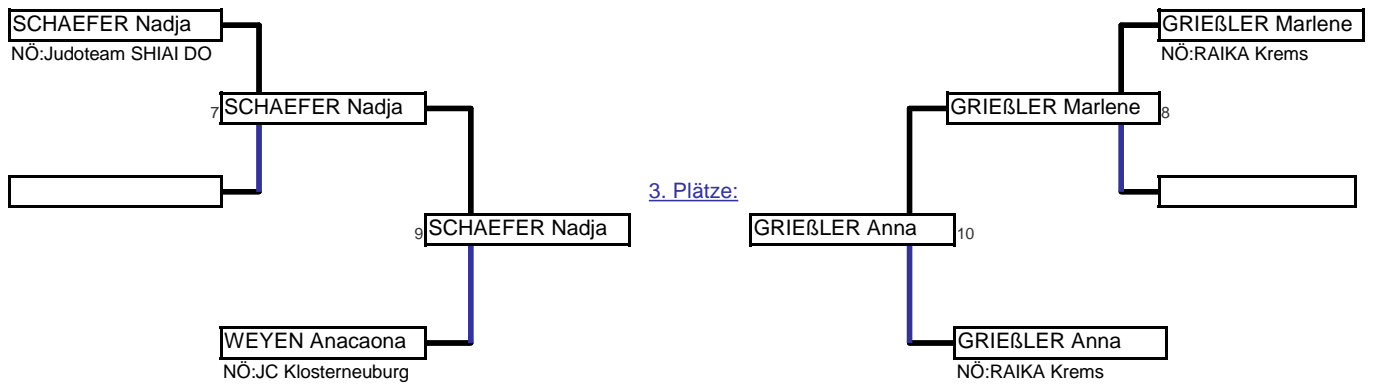 SCHAEFER Nadja
NÖ:Judoteam SHIAI DO
GRIEßLER Marlene
NÖ:RAIKA Krems
7 SCHAEFER Nadja
GRIEßLER Marlene 8
3. Plätze:
9 SCHAEFER Nadja
GRIEßLER Anna 10
WEYEN Anacaona
NÖ:JC Klosterneuburg
GRIEßLER Anna
NÖ:RAIKA Krems